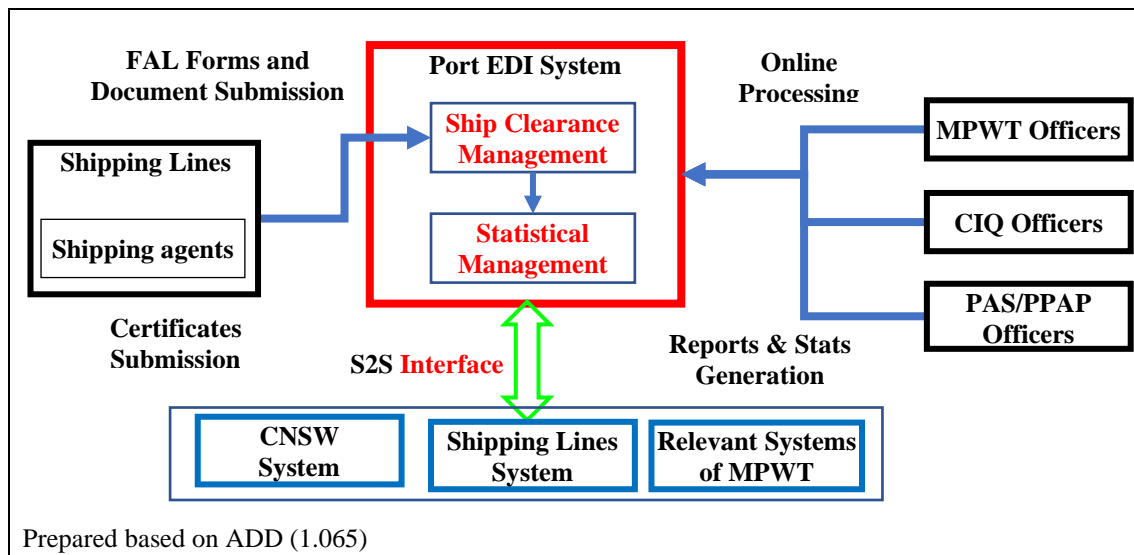 FAL Forms and
Document Submission
Port EDI System
Online
Processing
Ship Clearance
Management
MPWT Officers
Shipping Lines
Shipping agents
Statistical
Management
CIQ Officers
PAS/PPAP
Officers
Certificates
Submission
S2S Interface
Reports & Stats
Generation
CNSW
System
Shipping Lines
System
Relevant Systems
of MPWT
Prepared based on ADD (1.065)